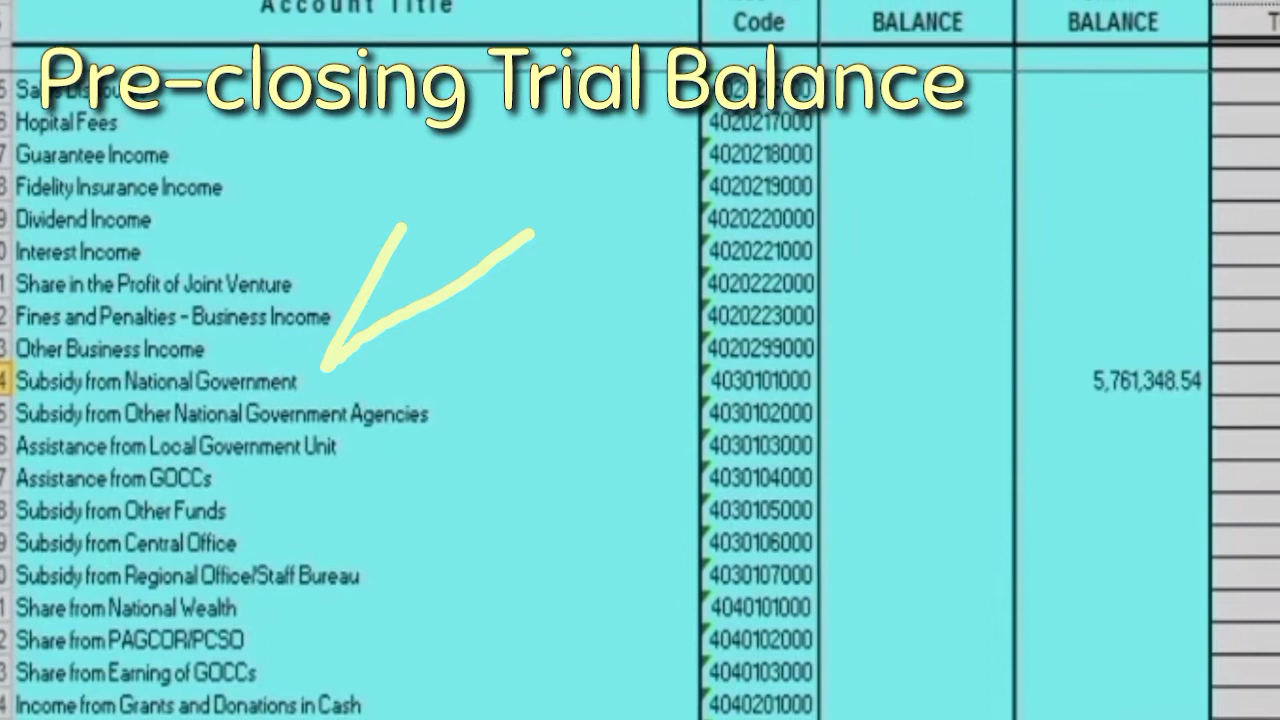 Account Title
Code BALANCE BALANCE
Pre-closing Trial Balance
Hopital Fees 4020217000
Guarantee Income 4020218000
Fidelity Insurance Income 4020219000
Dividend Income 4020220000
Interest Income 4020221000
Share in the Profit of Joint Venture 4020222000
Fines and Penalties - Business Income 4020223000
Other Business Income 4020299000
Subsidy from National Government 4030101000 5,761,348.54
Subsidy from Other National Government Agencies 4030102000
Assistance from Local Government Unit 4030103000
Assistance from GOCCs 4030104000
Subsidy from Other Funds 4030105000
Subsidy from Central Office 4030106000
Subsidy from Regional Office/Staff Bureau 4030107000
Share from National Wealth 4040101000
Share from PAGCOR/PCSO 4040102000
Share from Earning of GOCCs 4040103000
Income from Grants and Donations in Cash 4040201000